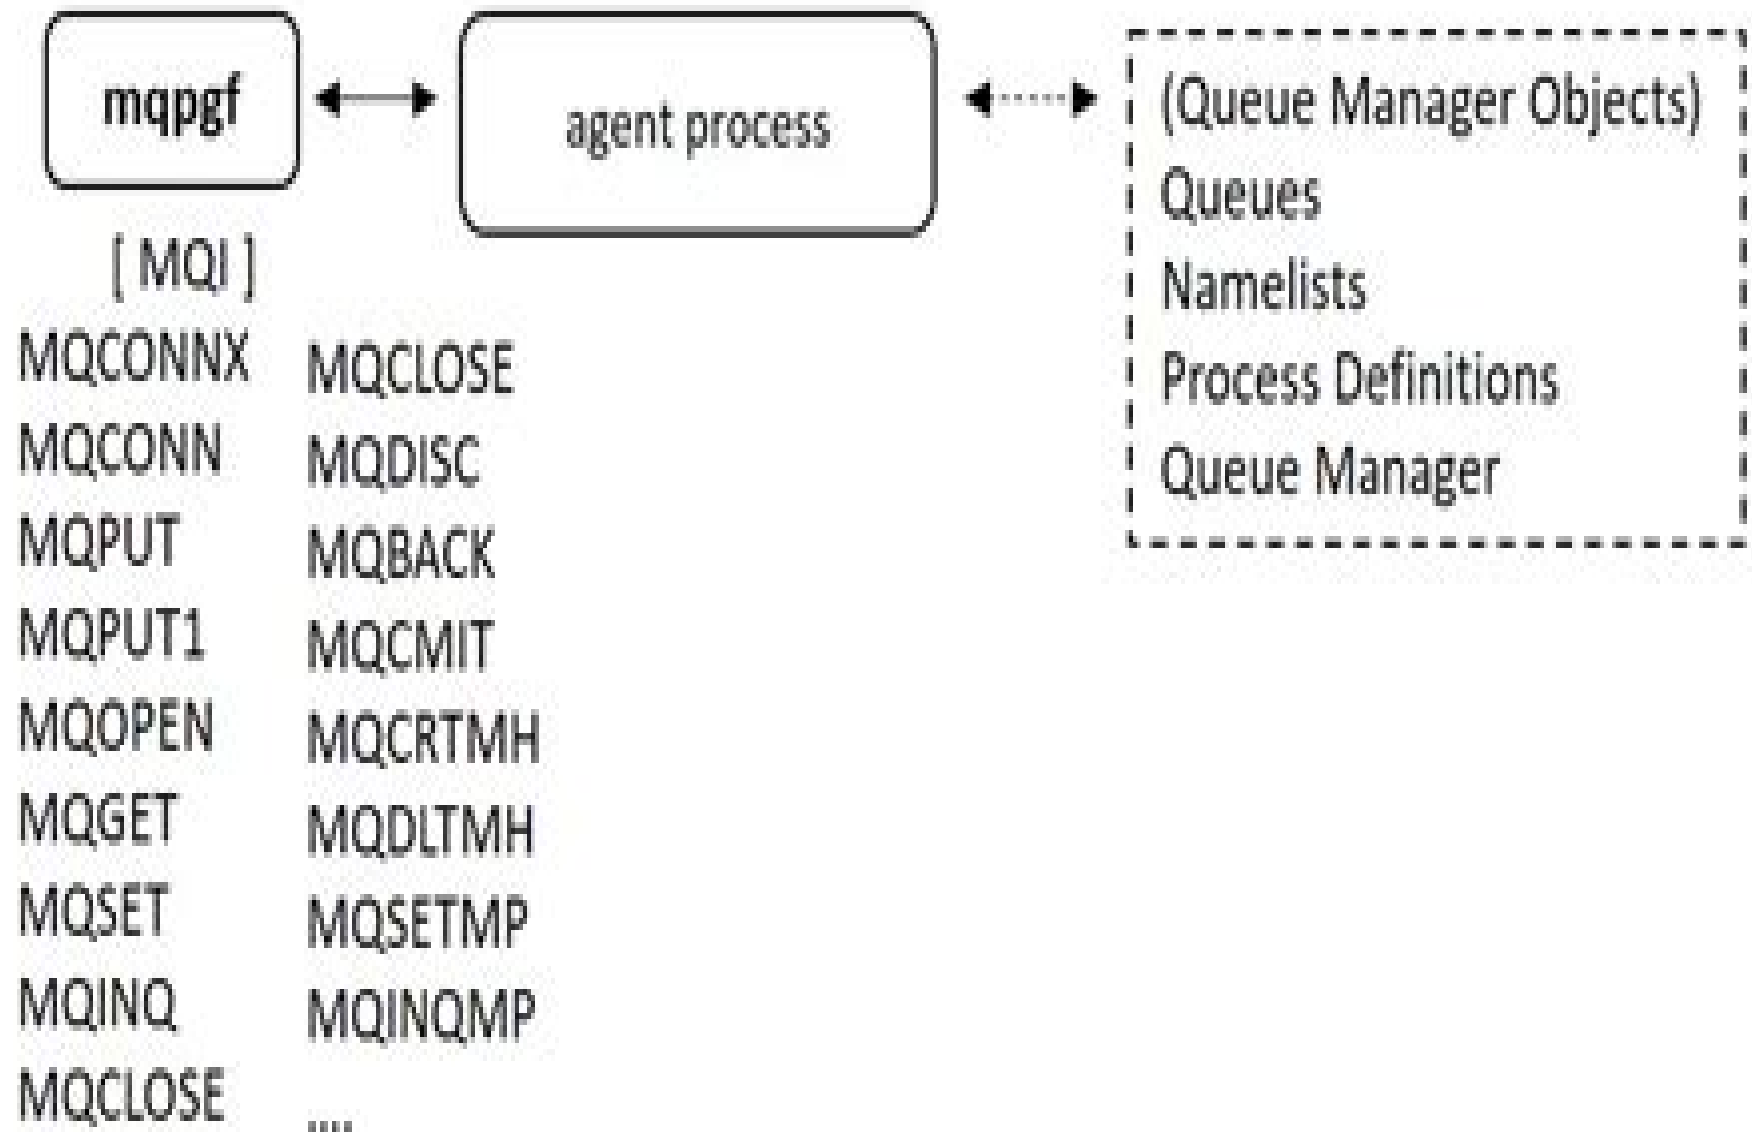 mqpgf
agent process
(Queue Manager Objects)
Queues
Namelists
Process Definitions
Queue Manager
[ MQI ]
MQCONNX
MQCONN
MQPUT
MQPUT1
MQOPEN
MQGET
MQSET
MQINQ
MQCLOSE
MQCLOSE
MQDISC
MQBACK
MQCMIT
MQCRTMH
MQDLTMH
MQSETMP
MQINQMP
....